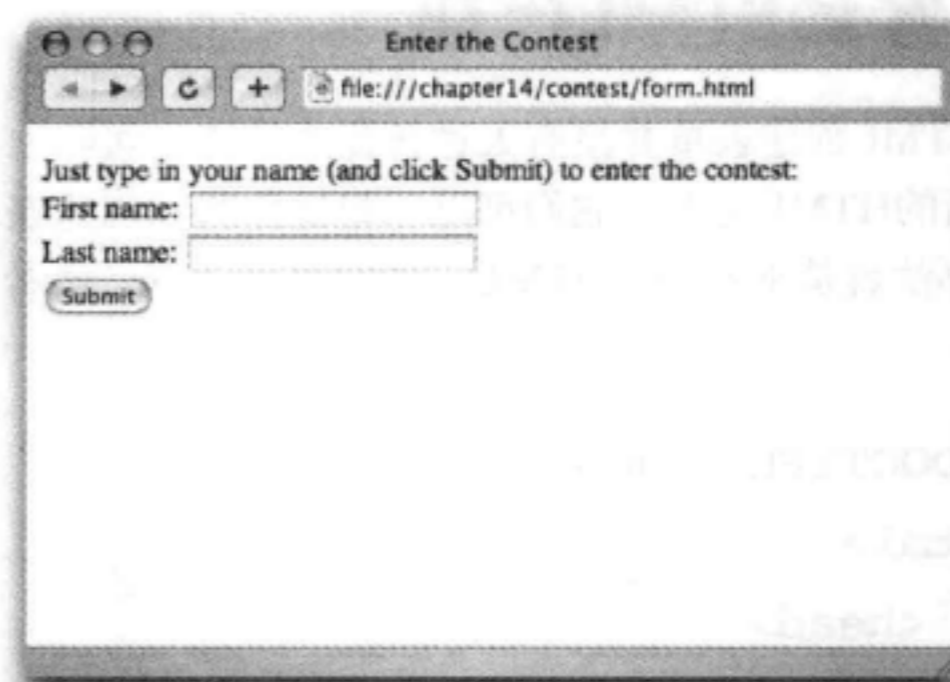 Enter the Contest
file:///chapter14/contest/form.html
Just type in your name (and click Submit) to enter the contest:
First name:
Last name:
Submit